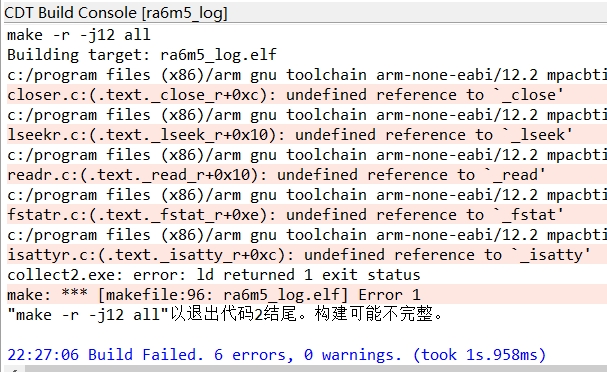 CDT Build Console [ra6m5_log]
make -r -j12 all
Building target: ra6m5_log.elf
c:/program files (x86)/arm gnu toolchain arm-none-eabi/12.2 mpacbti
closer.c:(.text._close_r+0xc): undefined reference to `_close'
c:/program files (x86)/arm gnu toolchain arm-none-eabi/12.2 mpacbti
lseekr.c:(.text._lseek_r+0x10): undefined reference to `_lseek'
c:/program files (x86)/arm gnu toolchain arm-none-eabi/12.2 mpacbti
readr.c:(.text._read_r+0x10): undefined reference to `_read'
c:/program files (x86)/arm gnu toolchain arm-none-eabi/12.2 mpacbti
fstatr.c:(.text._fstat_r+0xe): undefined reference to `_fstat'
c:/program files (x86)/arm gnu toolchain arm-none-eabi/12.2 mpacbti
isattyr.c:(.text._isatty_r+0xc): undefined reference to `_isatty'
collect2.exe: error: ld returned 1 exit status
make: *** [makefile:96: ra6m5_log.elf] Error 1
"make -r -j12 all"以退出代码2结尾。构建可能不完整。
22:27:06 Build Failed. 6 errors, 0 warnings. (took 1s.958ms)